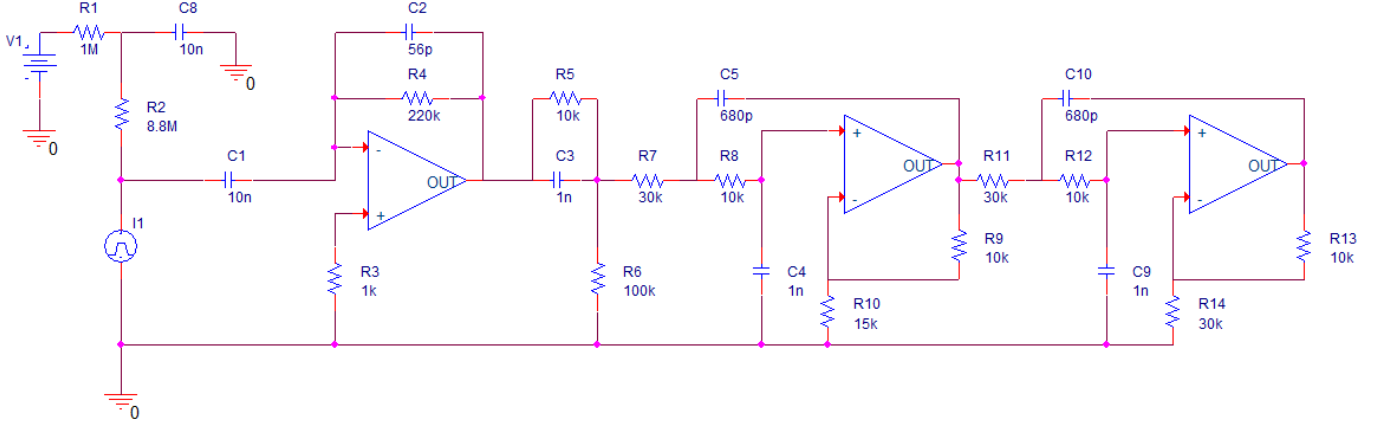 R1
1M
C8
10n
0
V1
-
0
R2
8.8M
C1
10n
I1
0
C2
56p
R4
220k
-
+
OUT
R3
1k
R5
10k
C3
1n
R6
100k
R7
30k
R8
10k
C5
680p
C4
1n
+
-
OUT
R9
10k
R10
15k
R11
30k
R12
10k
C10
680p
C9
1n
+
-
OUT
R13
10k
R14
30k